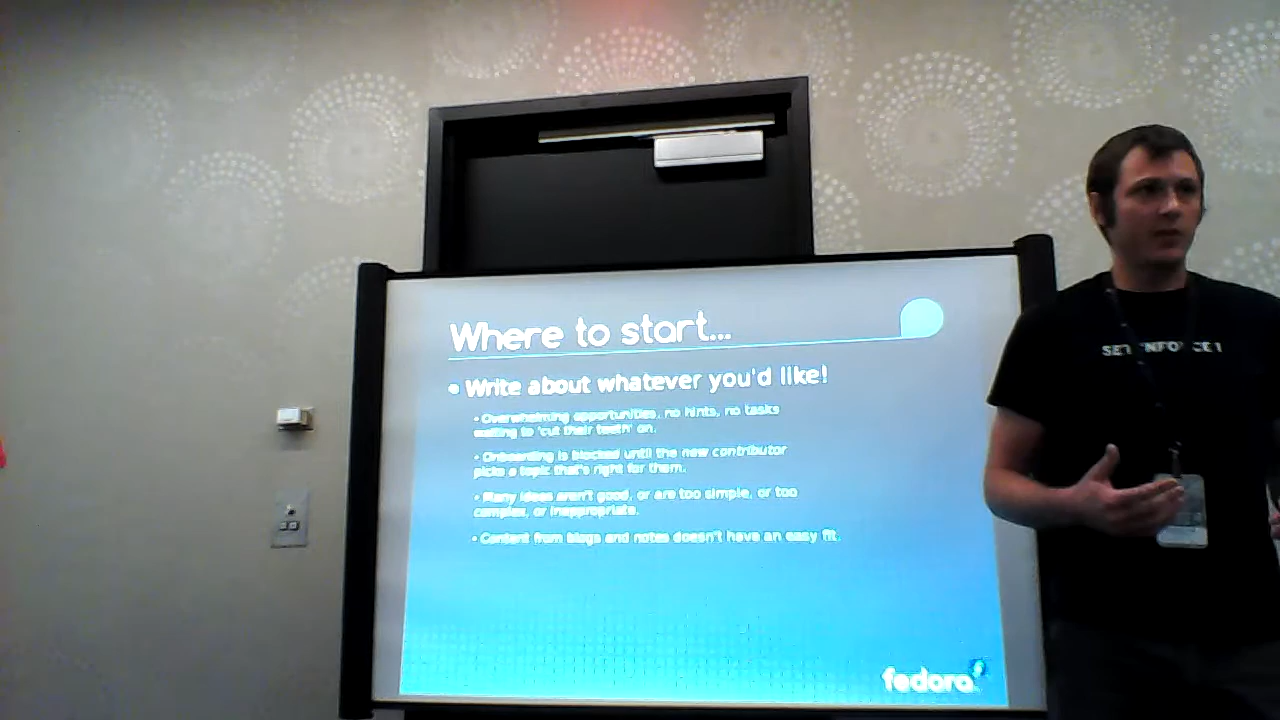 Where to start...
• Write about whatever you'd like!
• Overwhelming opportunities, no hints, no tasks
waiting to 'cut their teeth' on.
• Onboarding is blocked until the new contributor
picks a topic that's right for them.
• Many ideas aren't good, or are too simple, or too
complex, or inappropriate.
• Content from blogs and notes doesn't have an easy fit.
fedora
SETENFORCE 1